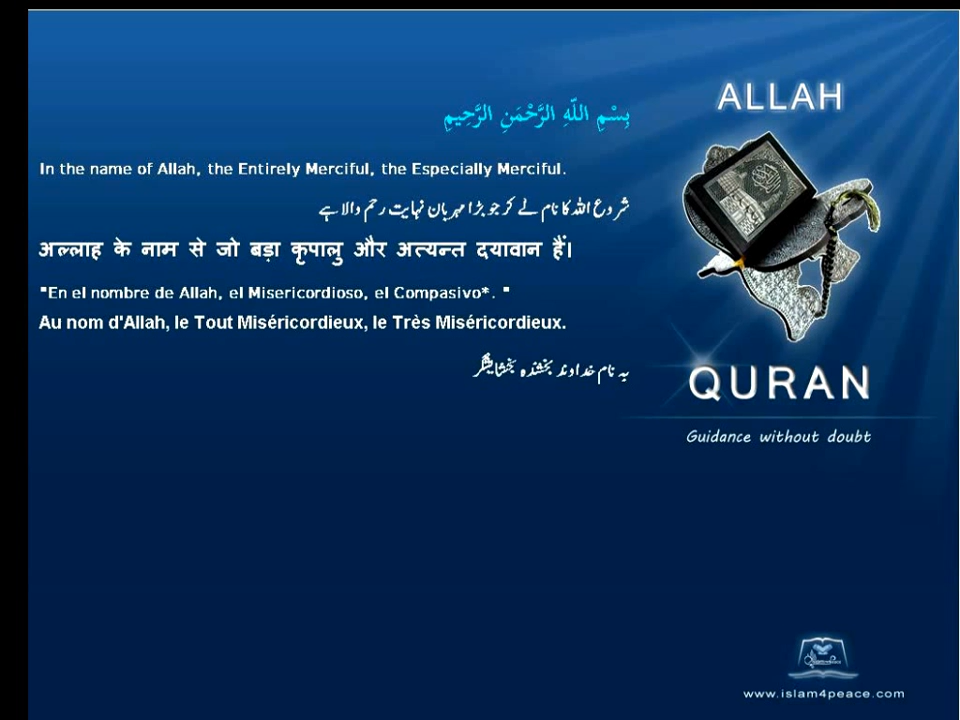 بِسْمِ اللّهِ الرَّحْمَنِ الرَّحِيمِ
In the name of Allah, the Entirely Merciful, the Especially Merciful.
شروع الله کا نام لے کر جو بڑا مہربان نہایت رحم والا ہے
अल्लाह के नाम से जो बड़ा कृपालु और अत्यन्त दयावान हैं।
"En el nombre de Allah, el Misericordioso, el Compasivo*. "
Au nom d'Allah, le Tout Miséricordieux, le Très Miséricordieux.
به نام خداوند بخشنده بخشایشگر
ALLAH
QURAN
Guidance without doubt
www.islam4peace.com